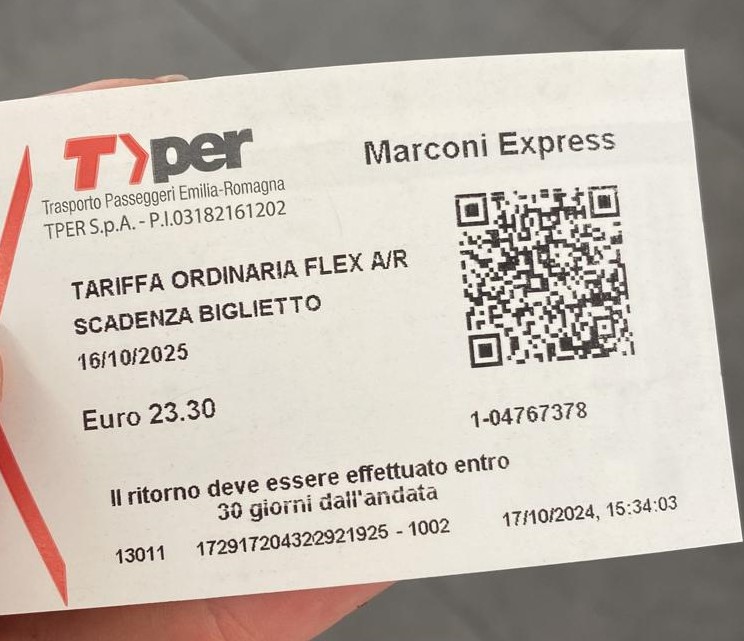 Tper
Marconi Express
Trasporto Passeggeri Emilia-Romagna
TPER S.p.A. - P.I.03182161202
TARIFFA ORDINARIA FLEX A/R
SCADENZA BIGLIETTO
16/10/2025
Euro 23.30
1-04767378
Il ritorno deve essere effettuato entro
30 giorni dall'andata
13011 172917204322921925 - 1002 17/10/2024, 15:34:03